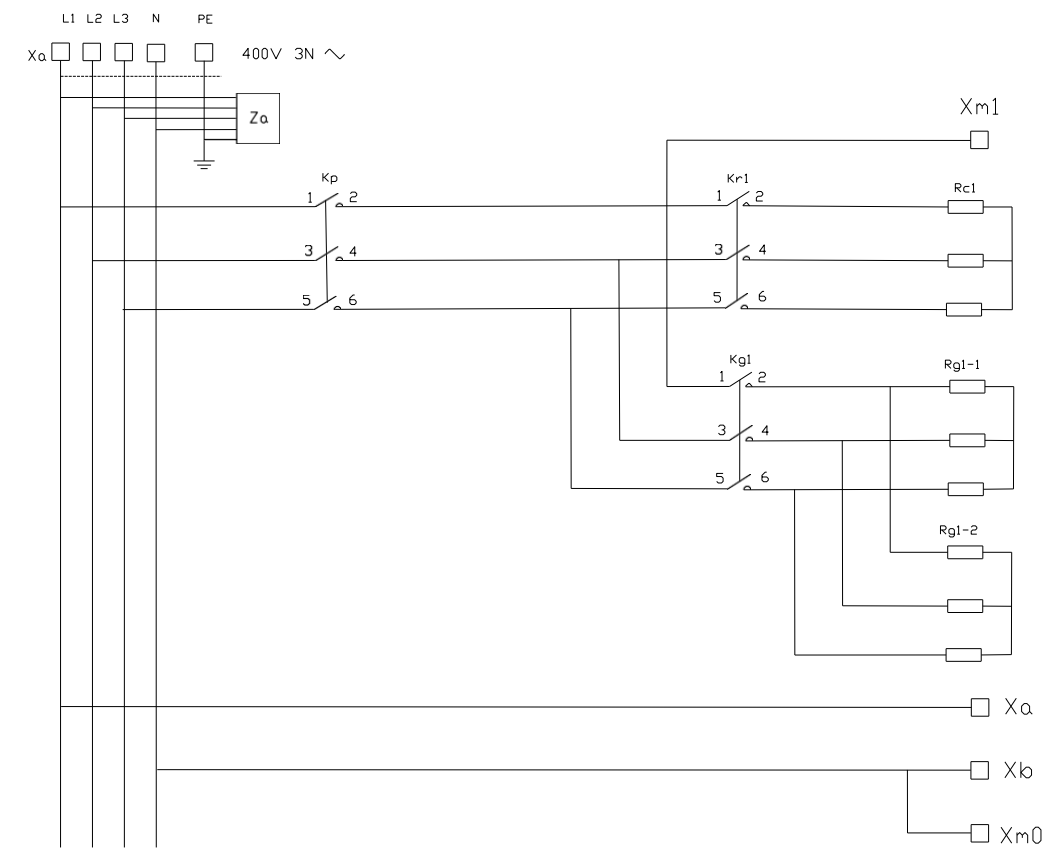 L1 L2 L3 N PE
Xa 400V 3N ~
Za
Xm1
Kp
1 2
3 4
5 6
Kr1
1 2
3 4
5 6
Rc1
Kg1
1 2
3 4
5 6
Rg1-1
Rg1-2
Xa
Xb
Xm0